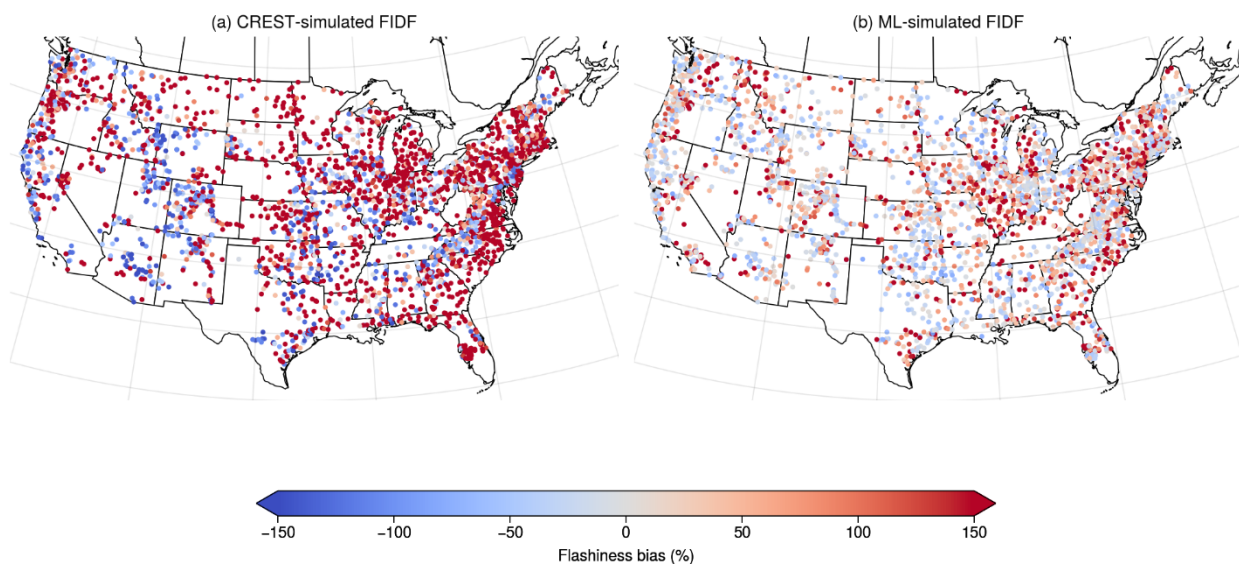 (a) CREST-simulated FIDF
(b) ML-simulated FIDF
−150 −100 −50 0 50 100 150
Flashiness bias (%)